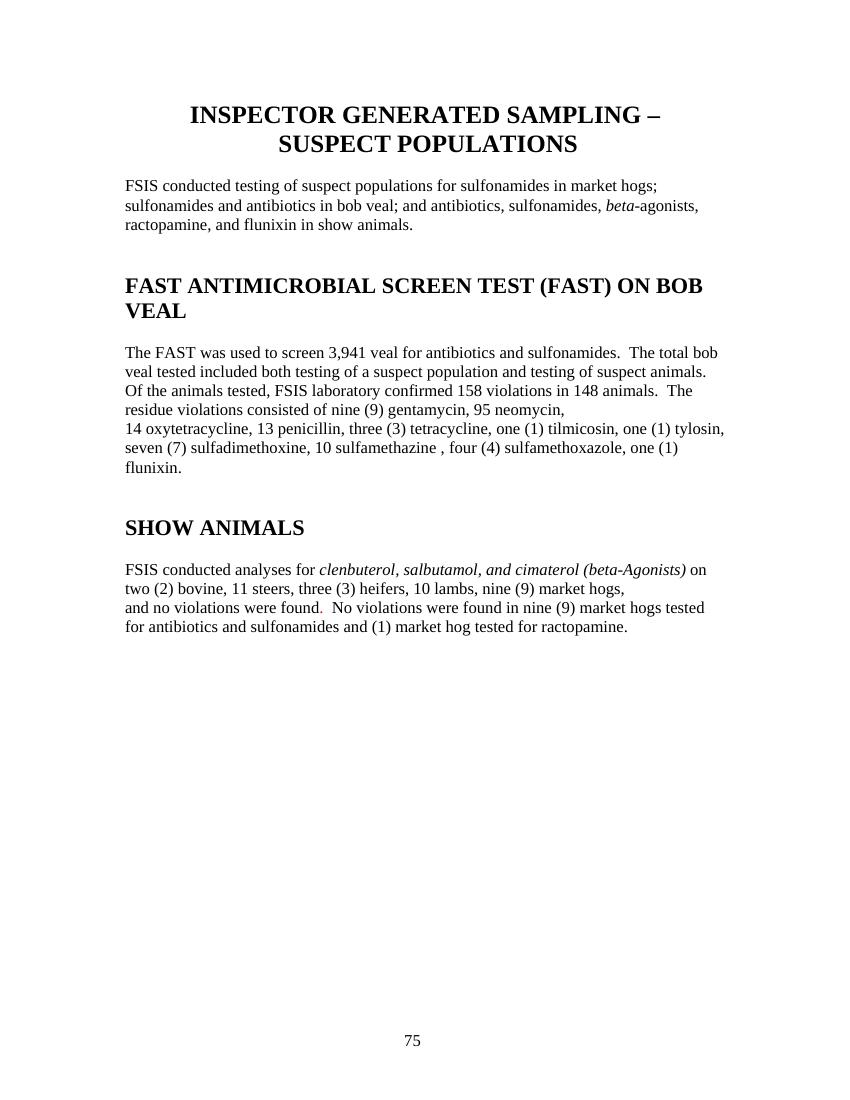 INSPECTOR GENERATED SAMPLING –
SUSPECT POPULATIONS
FSIS conducted testing of suspect populations for sulfonamides in market hogs;
sulfonamides and antibiotics in bob veal; and antibiotics, sulfonamides, beta-agonists,
ractopamine, and flunixin in show animals.
FAST ANTIMICROBIAL SCREEN TEST (FAST) ON BOB
VEAL
The FAST was used to screen 3,941 veal for antibiotics and sulfonamides.  The total bob
veal tested included both testing of a suspect population and testing of suspect animals.
Of the animals tested, FSIS laboratory confirmed 158 violations in 148 animals.  The
residue violations consisted of nine (9) gentamycin, 95 neomycin,
14 oxytetracycline, 13 penicillin, three (3) tetracycline, one (1) tilmicosin, one (1) tylosin,
seven (7) sulfadimethoxine, 10 sulfamethazine , four (4) sulfamethoxazole, one (1)
flunixin.
SHOW ANIMALS
FSIS conducted analyses for clenbuterol, salbutamol, and cimaterol (beta-Agonists) on
two (2) bovine, 11 steers, three (3) heifers, 10 lambs, nine (9) market hogs,
and no violations were found.  No violations were found in nine (9) market hogs tested
for antibiotics and sulfonamides and (1) market hog tested for ractopamine.
75